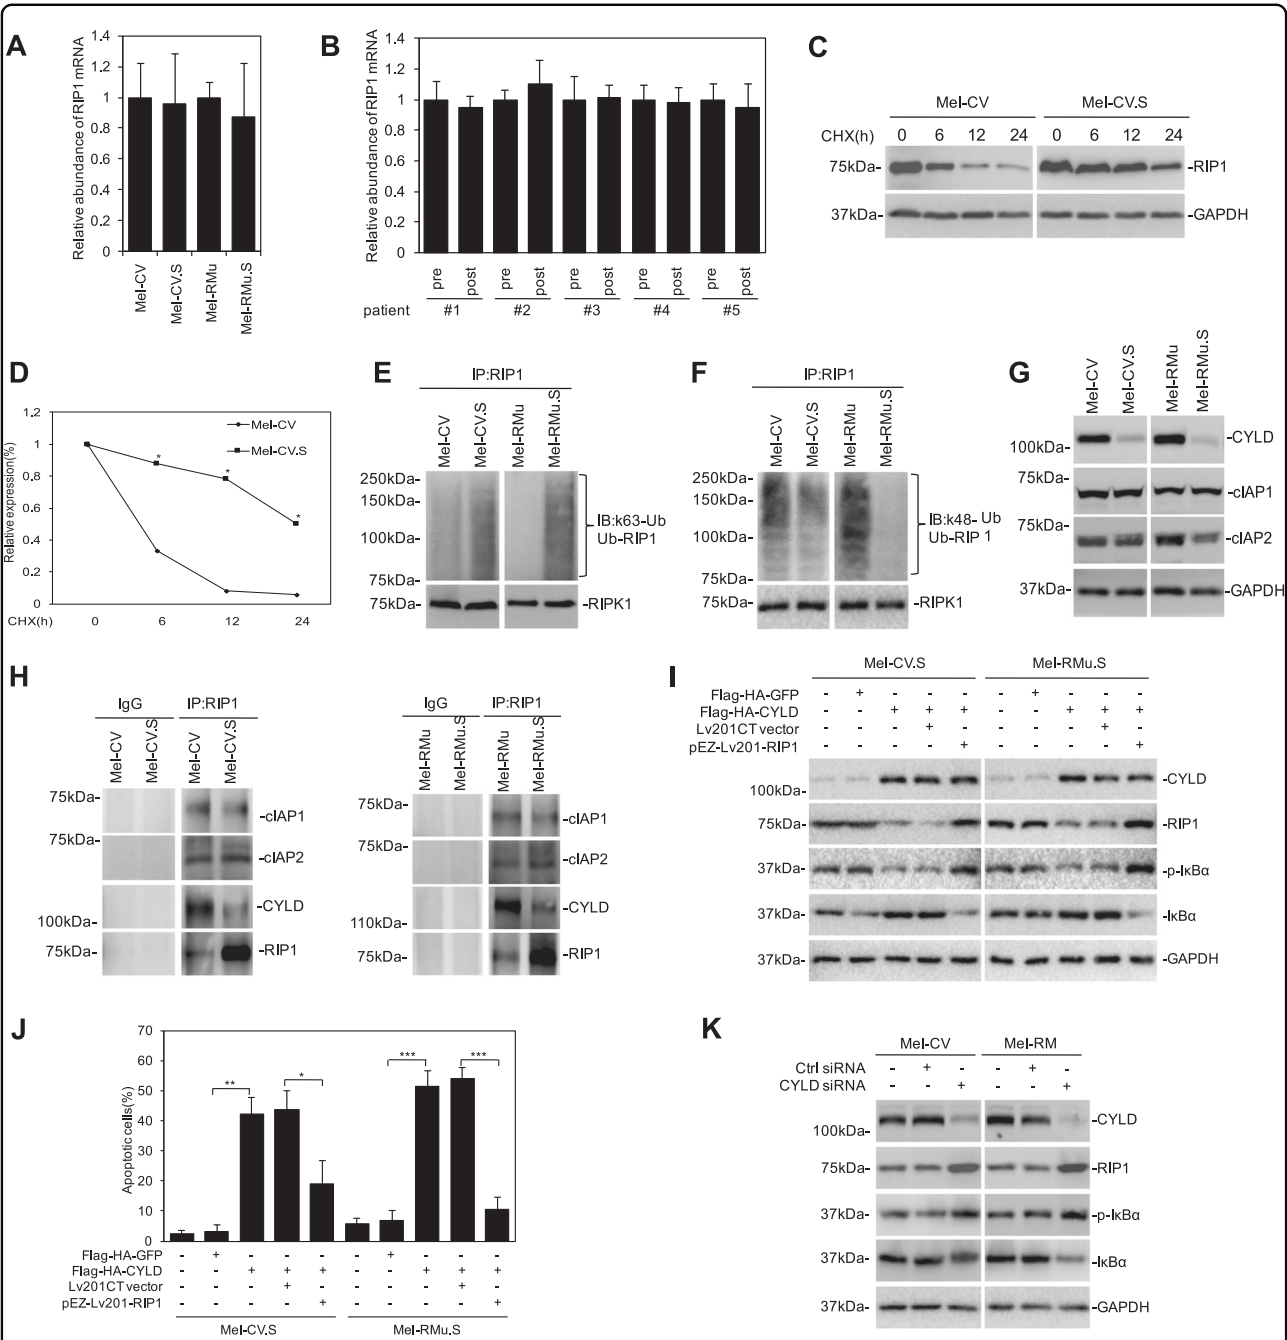 A
Relative abundance of RIP1 mRNA
1.4
1.2
1
0.8
0.6
0.4
0.2
0
Mel-CV
Mel-CV.S
Mel-RMu
Mel-RMu.S
B
Relative abundance of RIP1 mRNA
1.4
1.2
1
0.8
0.6
0.4
0.2
0
pre post pre post pre post pre post pre post
patient #1 #2 #3 #4 #5
C
Mel-CV Mel-CV.S
CHX(h) 0 6 12 24 0 6 12 24
75kDa- -RIP1
37kDa- -GAPDH
D
Relative expression(%)
1.2
1
0.8
0.6
0.4
0.2
0
Mel-CV
Mel-CV.S
* * *
CHX(h) 0 6 12 24
E
IP:RIP1
Mel-CV Mel-CV.S Mel-RMu Mel-RMu.S
250kDa-
150kDa-
100kDa-
75kDa-
IB:k63-Ub
Ub-RIP1
75kDa- -RIPK1
F
IP:RIP1
Mel-CV Mel-CV.S Mel-RMu Mel-RMu.S
250kDa-
150kDa-
100kDa-
75kDa-
IB:k48-Ub
Ub-RIP1
75kDa- -RIPK1
G
Mel-CV Mel-CV.S Mel-RMu Mel-RMu.S
100kDa- -CYLD
75kDa- -cIAP1
75kDa- -cIAP2
37kDa- -GAPDH
H
IgG IP:RIP1
Mel-CV Mel-CV.S Mel-CV Mel-CV.S
75kDa- -cIAP1
75kDa- -cIAP2
100kDa- -CYLD
75kDa- -RIP1
IgG IP:RIP1
Mel-RMu Mel-RMu.S Mel-RMu Mel-RMu.S
75kDa- -cIAP1
75kDa- -cIAP2
110kDa- -CYLD
75kDa- -RIP1
I
Mel-CV.S Mel-RMu.S
Flag-HA-GFP - + - - - - + - - -
Flag-HA-CYLD - - + + + - - + + +
Lv201CT vector - - - + - - - - + -
pEZ-Lv201-RIP1 - - - - + - - - - +
100kDa- -CYLD
75kDa- -RIP1
37kDa- -p-IκBα
37kDa- -IκBα
37kDa- -GAPDH
J
Apoptotic cells(%)
70
60
50
40
30
20
10
0
** * *** ***
Flag-HA-GFP - + - - - - + - - -
Flag-HA-CYLD - - + + + - - + + +
Lv201CT vector - - - + - - - - + -
pEZ-Lv201-RIP1 - - - - + - - - - +
Mel-CV.S Mel-RMu.S
K
Mel-CV Mel-RM
Ctrl siRNA - + - - + -
CYLD siRNA - - + - - +
100kDa- -CYLD
75kDa- -RIP1
37kDa- -p-IκBα
37kDa- -IκBα
37kDa- -GAPDH